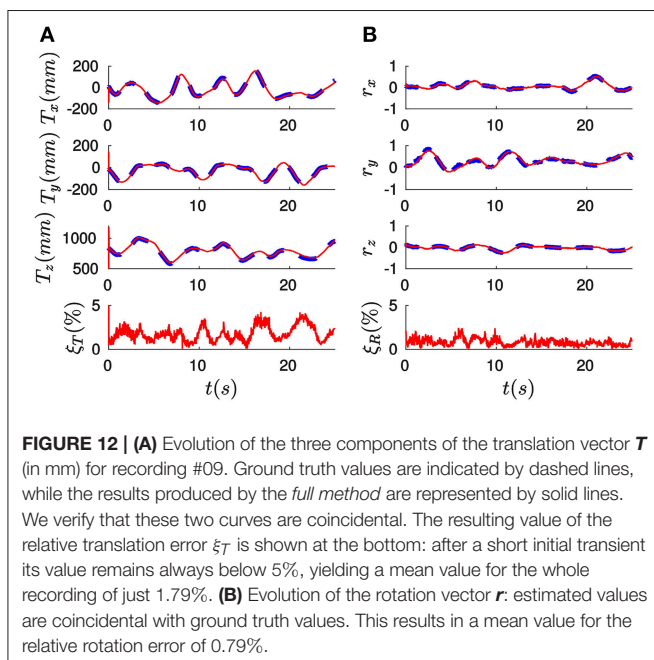 A
B
200
0
-200
T_x(mm)
0
10
20
1
0
-1
r_x
0
10
20
200
0
-200
T_y(mm)
0
10
20
1
0
-1
r_y
0
10
20
1000
500
T_z(mm)
0
10
20
1
0
-1
r_z
0
10
20
5
0
ξ_T(%)
0
10
20
t(s)
5
0
ξ_R(%)
0
10
20
t(s)
FIGURE 12 | (A) Evolution of the three components of the translation vector T
(in mm) for recording #09. Ground truth values are indicated by dashed lines,
while the results produced by the full method are represented by solid lines.
We verify that these two curves are coincidental. The resulting value of the
relative translation error ξ_T is shown at the bottom: after a short initial transient
its value remains always below 5%, yielding a mean value for the whole
recording of just 1.79%. (B) Evolution of the rotation vector r: estimated values
are coincidental with ground truth values. This results in a mean value for the
relative rotation error of 0.79%.